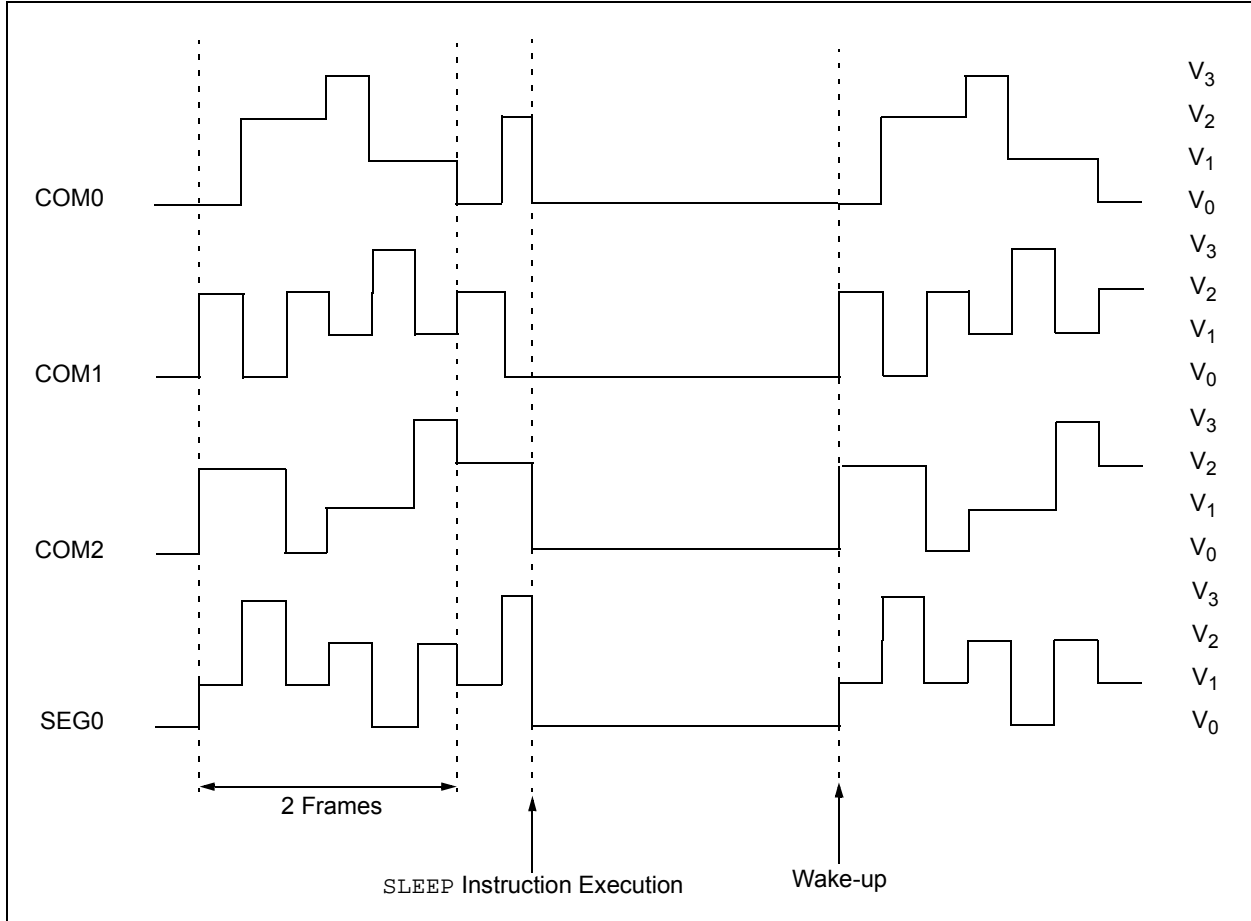 V3
V2
V1
COM0 V0
V3
V2
V1
COM1 V0
V3
V2
V1
COM2 V0
V3
V2
V1
SEG0 V0
2 Frames
SLEEP Instruction Execution
Wake-up